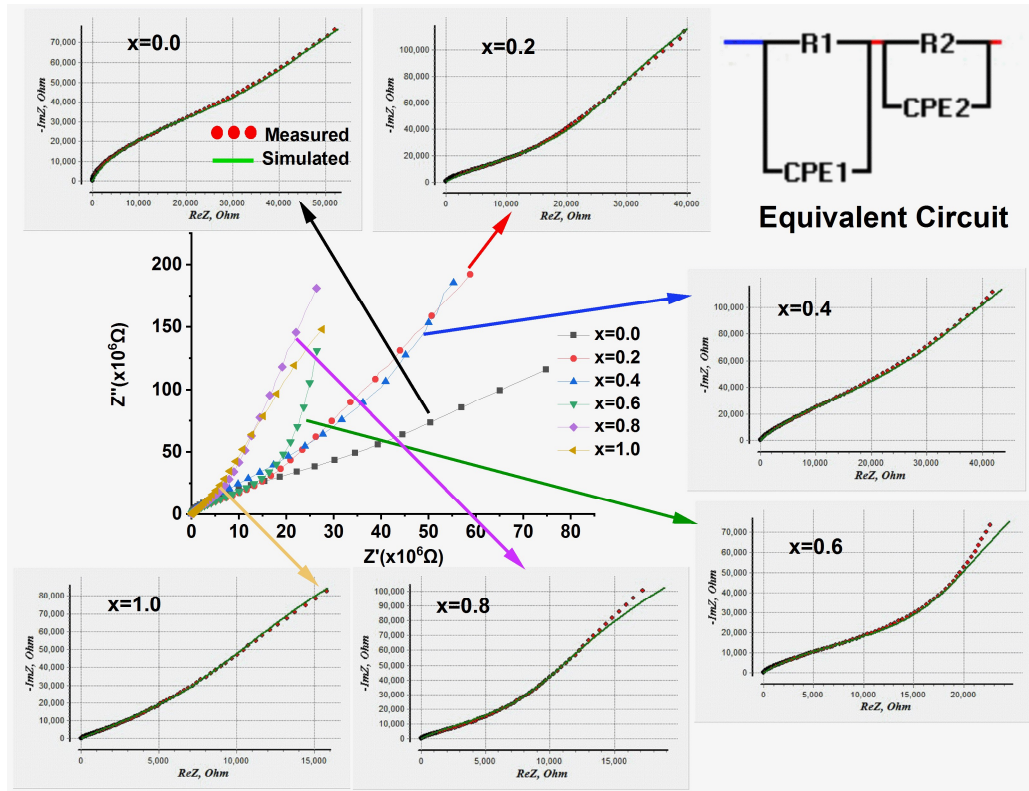 x=0.0
70,000
60,000
50,000
40,000
30,000
20,000
10,000
0
-ImZ, Ohm
Measured
Simulated
0
10,000
20,000
30,000
40,000
50,000
ReZ, Ohm
x=0.2
100,000
80,000
60,000
40,000
20,000
0
-ImZ, Ohm
0
10,000
20,000
30,000
40,000
ReZ, Ohm
R1
R2
CPE2
CPE1
Equivalent Circuit
200
150
100
50
0
Z''(x10⁶Ω)
0
10
20
30
40
50
60
70
80
Z'(x10⁶Ω)
x=0.0
x=0.2
x=0.4
x=0.6
x=0.8
x=1.0
x=0.4
100,000
80,000
60,000
40,000
20,000
0
-ImZ, Ohm
0
10,000
20,000
30,000
40,000
ReZ, Ohm
x=0.6
70,000
60,000
50,000
40,000
30,000
20,000
10,000
0
-ImZ, Ohm
0
5,000
10,000
15,000
20,000
ReZ, Ohm
x=1.0
80,000
70,000
60,000
50,000
40,000
30,000
20,000
10,000
0
-ImZ, Ohm
0
5,000
10,000
15,000
ReZ, Ohm
x=0.8
100,000
90,000
80,000
70,000
60,000
50,000
40,000
30,000
20,000
10,000
0
-ImZ, Ohm
0
5,000
10,000
15,000
ReZ, Ohm